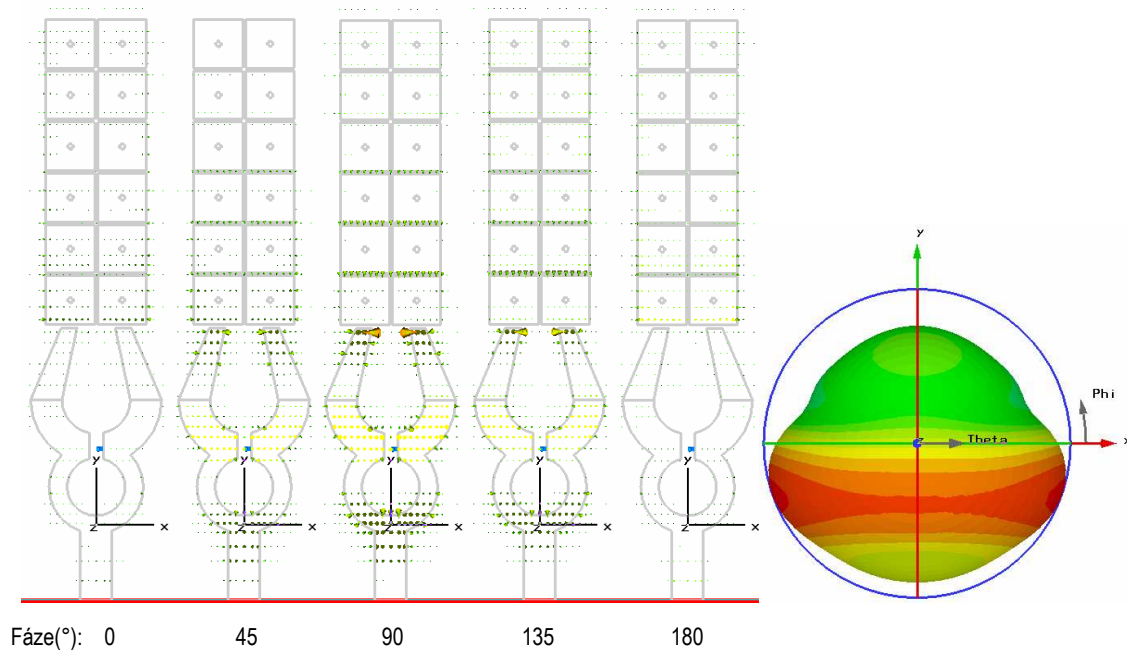 y
Phi
Theta
z
x
y y y y y
z x z x z x z x z x
Fáze(°): 0 45 90 135 180